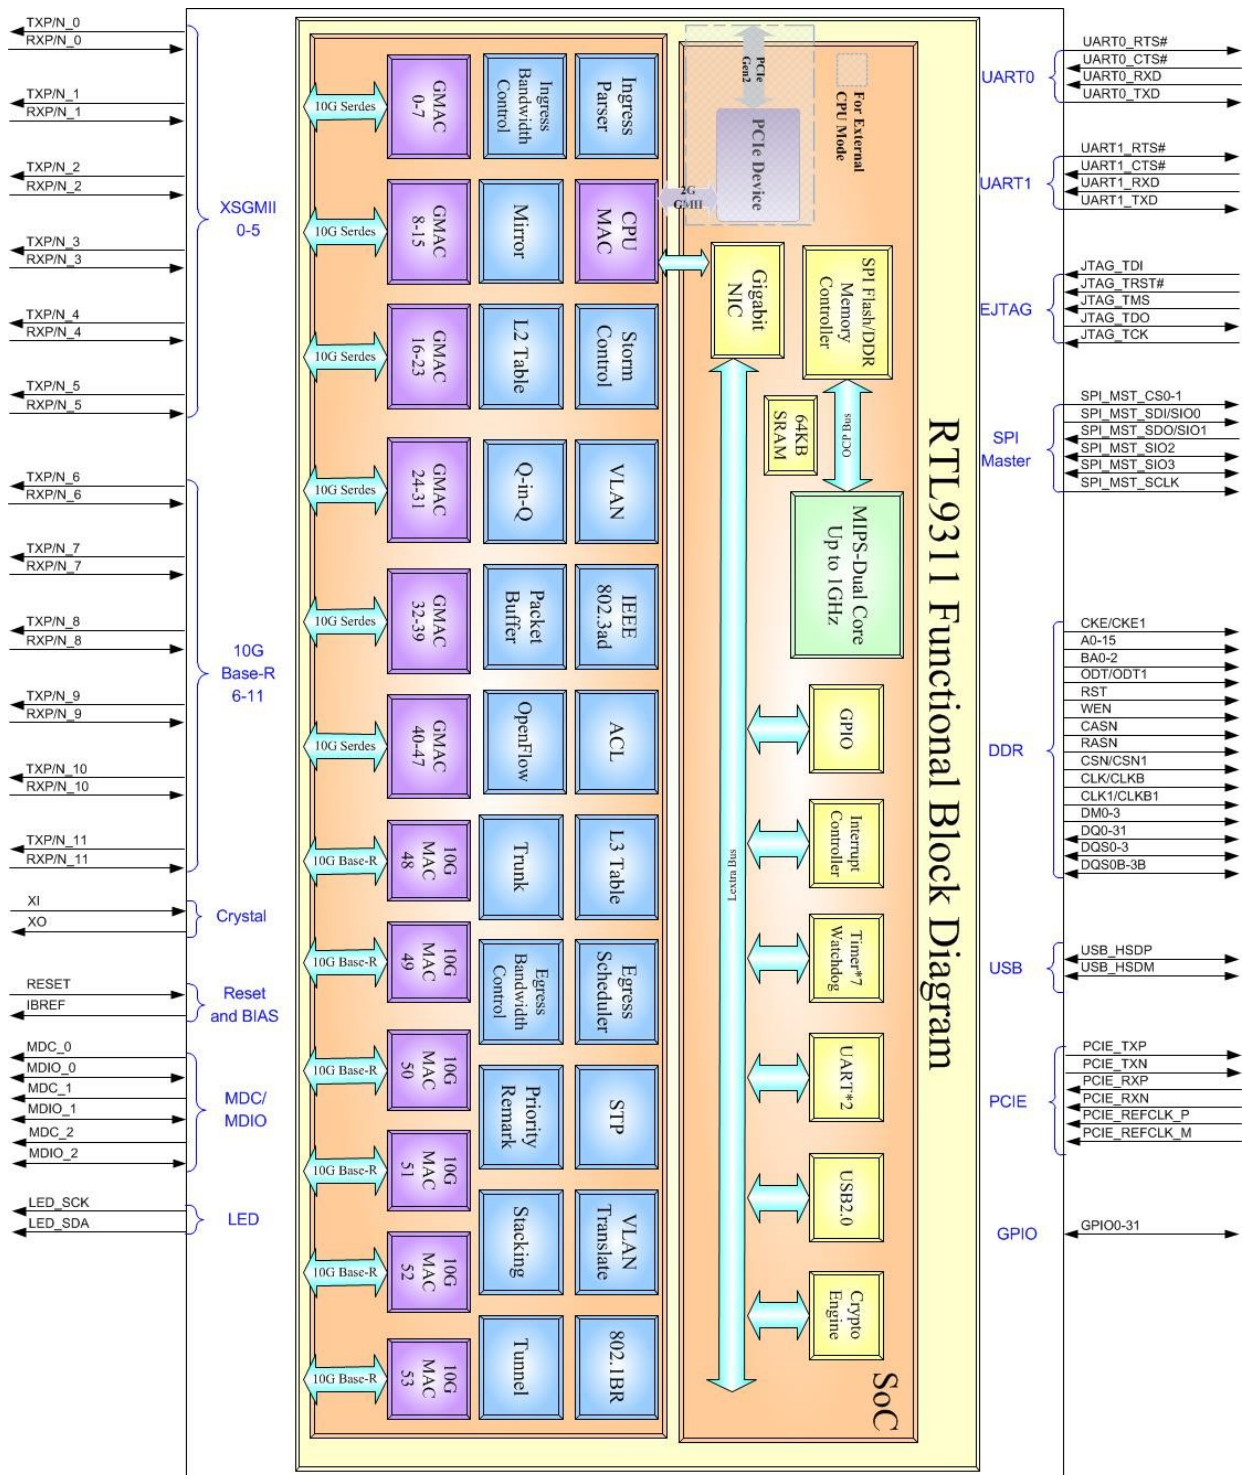 TXP/N_0
RXP/N_0
TXP/N_1
RXP/N_1
TXP/N_2
RXP/N_2
TXP/N_3
RXP/N_3
TXP/N_4
RXP/N_4
TXP/N_5
RXP/N_5
XSGMII
0-5
TXP/N_6
RXP/N_6
TXP/N_7
RXP/N_7
TXP/N_8
RXP/N_8
TXP/N_9
RXP/N_9
TXP/N_10
RXP/N_10
TXP/N_11
RXP/N_11
10G
Base-R
6-11
XI
XO
Crystal
RESET
IBREF
Reset
and BIAS
MDC_0
MDIO_0
MDC_1
MDIO_1
MDC_2
MDIO_2
MDC/
MDIO
LED_SCK
LED_SDA
LED
10G Serdes
10G Serdes
10G Serdes
10G Serdes
10G Serdes
10G Serdes
10G Base-R
10G Base-R
10G Base-R
10G Base-R
10G Base-R
10G Base-R
GMAC
0-7
GMAC
8-15
GMAC
16-23
GMAC
24-31
GMAC
32-39
GMAC
40-47
10G
MAC
48
10G
MAC
49
10G
MAC
50
10G
MAC
51
10G
MAC
52
10G
MAC
53
Ingress
Bandwidth
Control
Mirror
L2 Table
Q-in-Q
Packet
Buffer
OpenFlow
Trunk
Egress
Bandwidth
Control
Priority
Remark
Stacking
Tunnel
Ingress
Parser
CPU
MAC
Storm
Control
VLAN
IEEE
802.3ad
ACL
L3 Table
Egress
Scheduler
STP
VLAN
Translate
802.1BR
PCIe
Gen2
PCIe Device
2G
GMII
For External
CPU Mode
Gigabit
NIC
SPI Flash/DDR
Memory
Controller
64KB
SRAM
OCP Bus
MIPS-Dual Core
Up to 1GHz
Lextra Bus
GPIO
Interrupt
Controller
Timer*7
Watchdog
UART*2
USB2.0
Crypto
Engine
SoC
RTL9311 Functional Block Diagram
UART0
UART0_RTS#
UART0_CTS#
UART0_RXD
UART0_TXD
UART1
UART1_RTS#
UART1_CTS#
UART1_RXD
UART1_TXD
EJTAG
JTAG_TDI
JTAG_TRST#
JTAG_TMS
JTAG_TDO
JTAG_TCK
SPI
Master
SPI_MST_CS0-1
SPI_MST_SDI/SIO0
SPI_MST_SDO/SIO1
SPI_MST_SIO2
SPI_MST_SIO3
SPI_MST_SCLK
DDR
CKE/CKE1
A0-15
BA0-2
ODT/ODT1
RST
WEN
CASN
RASN
CSN/CSN1
CLK/CLKB
CLK1/CLKB1
DM0-3
DQ0-31
DQS0-3
DQS0B-3B
USB
USB_HSDP
USB_HSDM
PCIE
PCIE_TXP
PCIE_TXN
PCIE_RXP
PCIE_RXN
PCIE_REFCLK_P
PCIE_REFCLK_M
GPIO
GPIO0-31